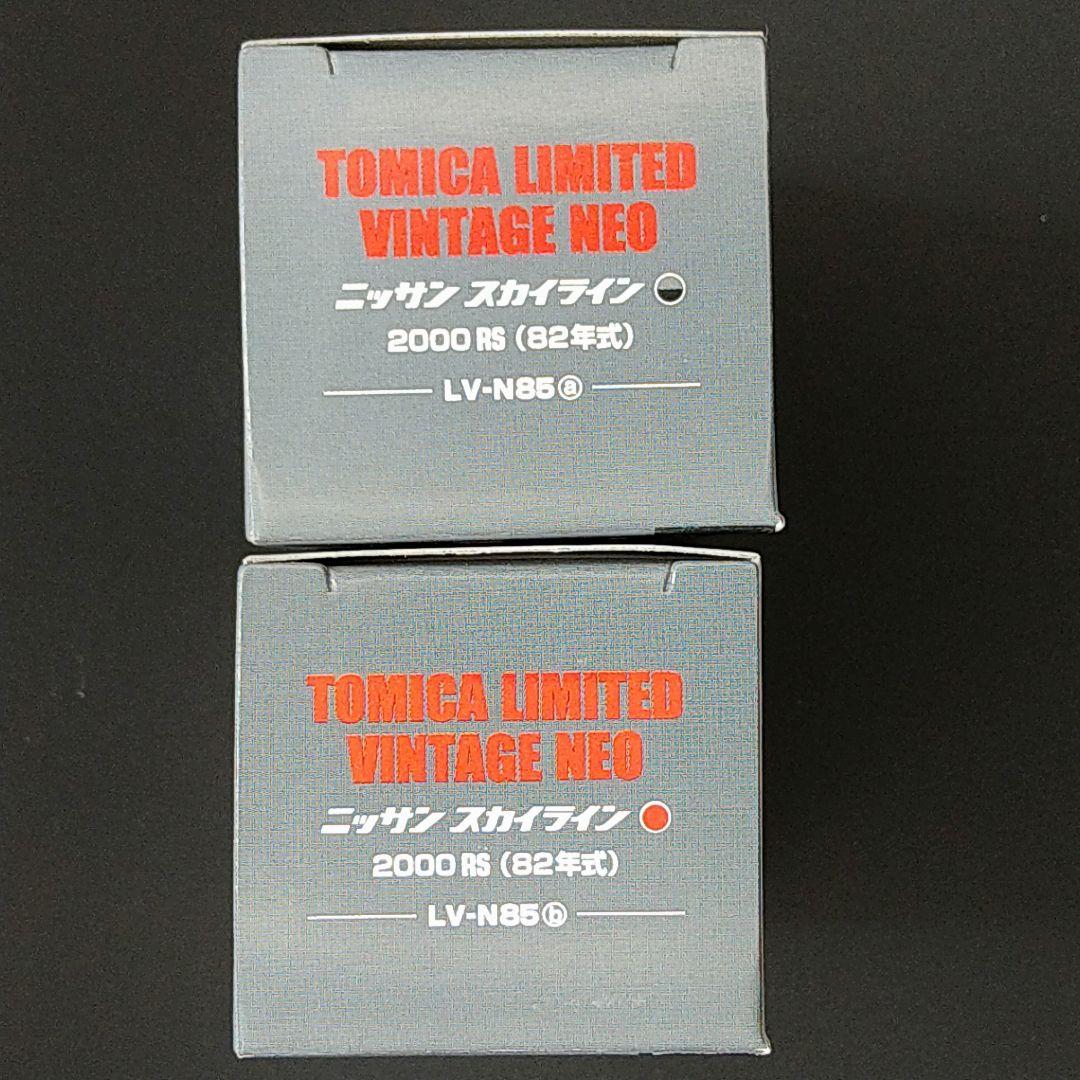 TOMICA LIMITED
VINTAGE NEO
ニッサン スカイライン
2000 RS (82年式)
LV-N85ⓐ
TOMICA LIMITED
VINTAGE NEO
ニッサン スカイライン
2000 RS (82年式)
LV-N85ⓑ